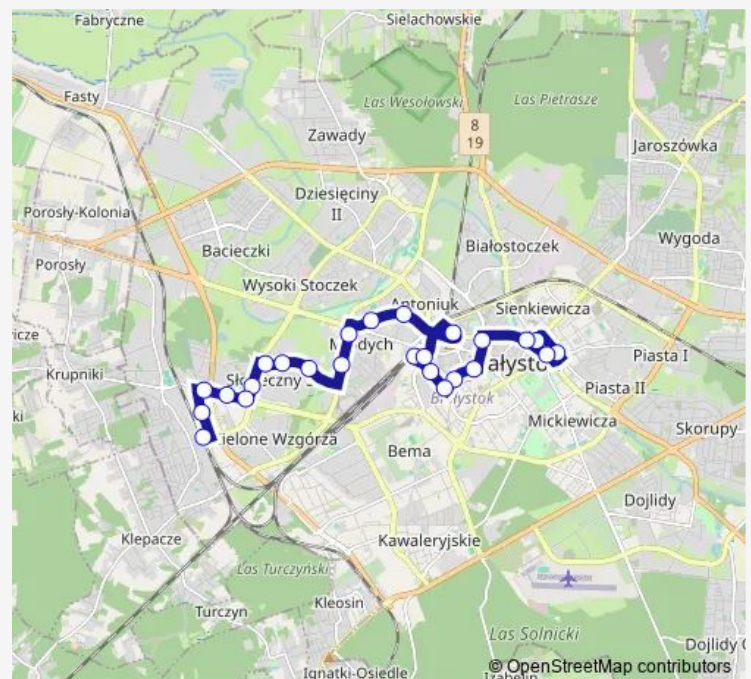 Fabryczne
Sielachowskie
Fasty
Las Wesołowski
Las Pietrasze
Zawady
8
19
Jaroszówka
Dziesięciny
II
Porosły-Kolonia
Białostoczek
Wygoda
Bacieczki
Porosły
Wysoki Stoczek
Antoniuk
Sienkiewicza
Piasta I
Krupniki
Białystok
Piasta II
Mickiewicza
Skorupy
ielone Wzgórza
Bema
Dojlidy
Klepacze
Kawaleryjskie
Las Turczyński
Kleosin
Turczyn
Las Solnicki
Dojlidy
Ignatki-Osiedle
Izabelin
© OpenStreetMap contributors